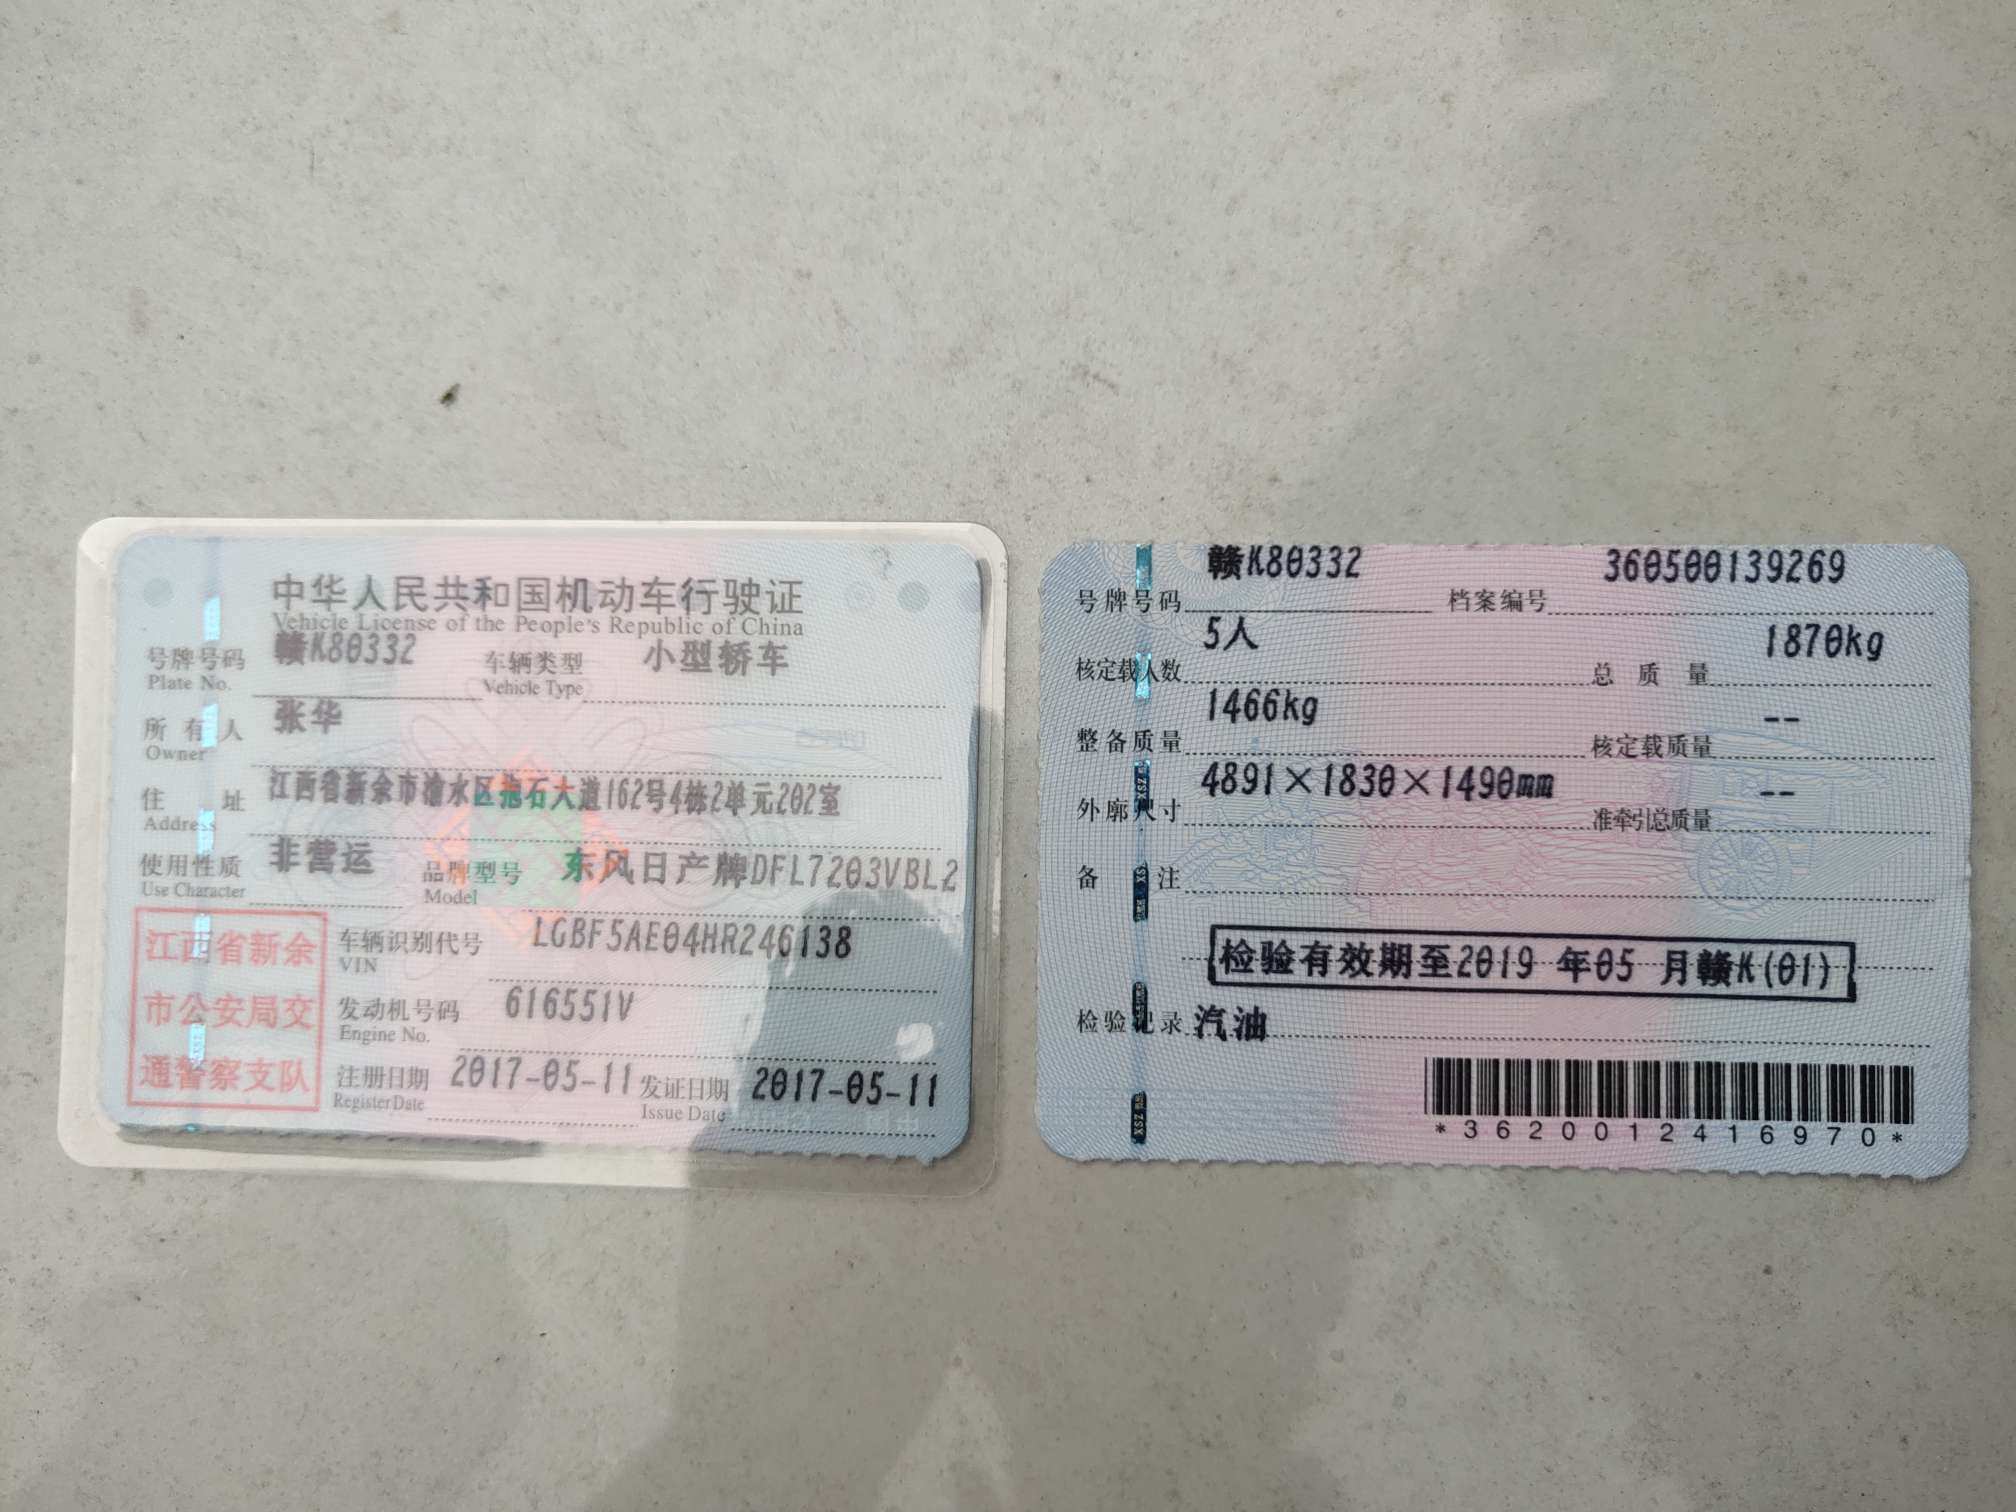 中华人民共和国机动车行驶证
Vehicle License of the People's Republic of China
号牌号码 赣K80332 车辆类型 小型轿车
Plate No. Vehicle Type
所有人 张华
Owner
住址 江西省新余市渝水区抱石大道162号4栋2单元202室
Address
使用性质 非营运 品牌型号 东风日产牌DFL7203VBL2
Use Character Model
江西省新余
市公安局交
通警察支队
车辆识别代号 LGBF5AE04HR246138
VIN
发动机号码 616551V
Engine No.
注册日期 2017-05-11 发证日期 2017-05-11
Register Date Issue Date
号牌号码 赣K80332 档案编号 360500139269
核定载人数 5人 总质量 1870kg
整备质量 1466kg 核定载质量 --
外廓尺寸 4891×1830×1490mm 准牵引总质量 --
备注
检验有效期至2019 年05 月赣K(01)
检验记录 汽油
*3620012416970*